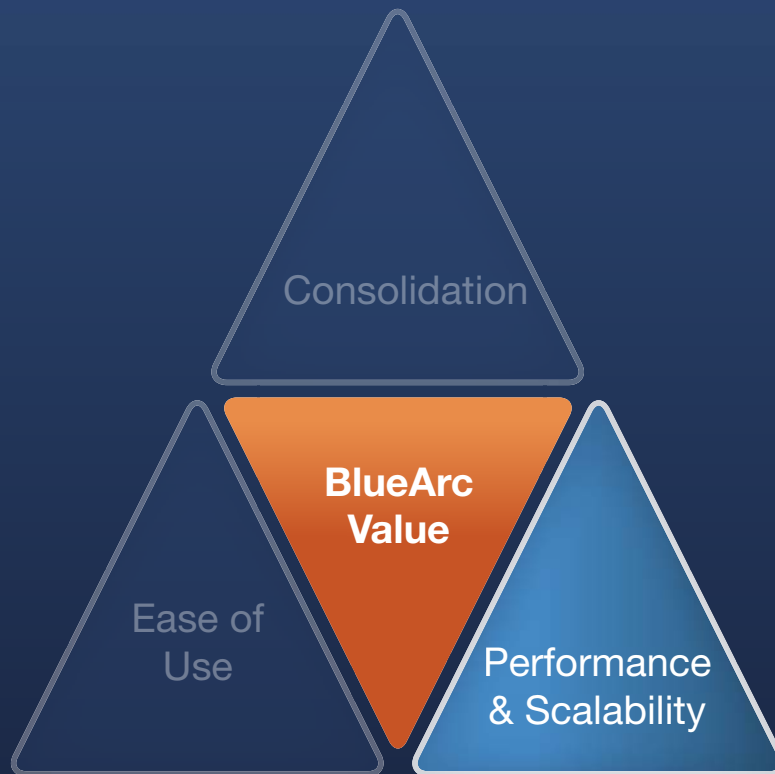 Consolidation
BlueArc
Value
Ease of
Use
Performance
& Scalability